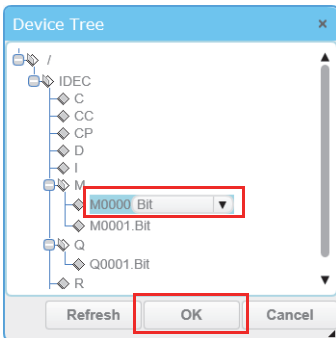 Device Tree ×
/
IDEC
C
CC
CP
D
I
M
M0000 Bit
M0001.Bit
Q
Q0001.Bit
R
Refresh OK Cancel